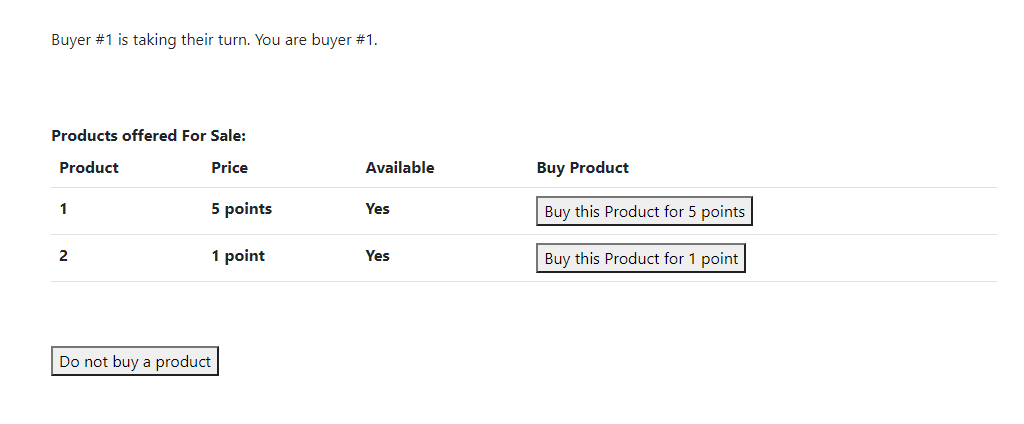 Buyer #1 is taking their turn. You are buyer #1.
Products offered For Sale:
Product Price Available Buy Product
1 5 points Yes Buy this Product for 5 points
2 1 point Yes Buy this Product for 1 point
Do not buy a product